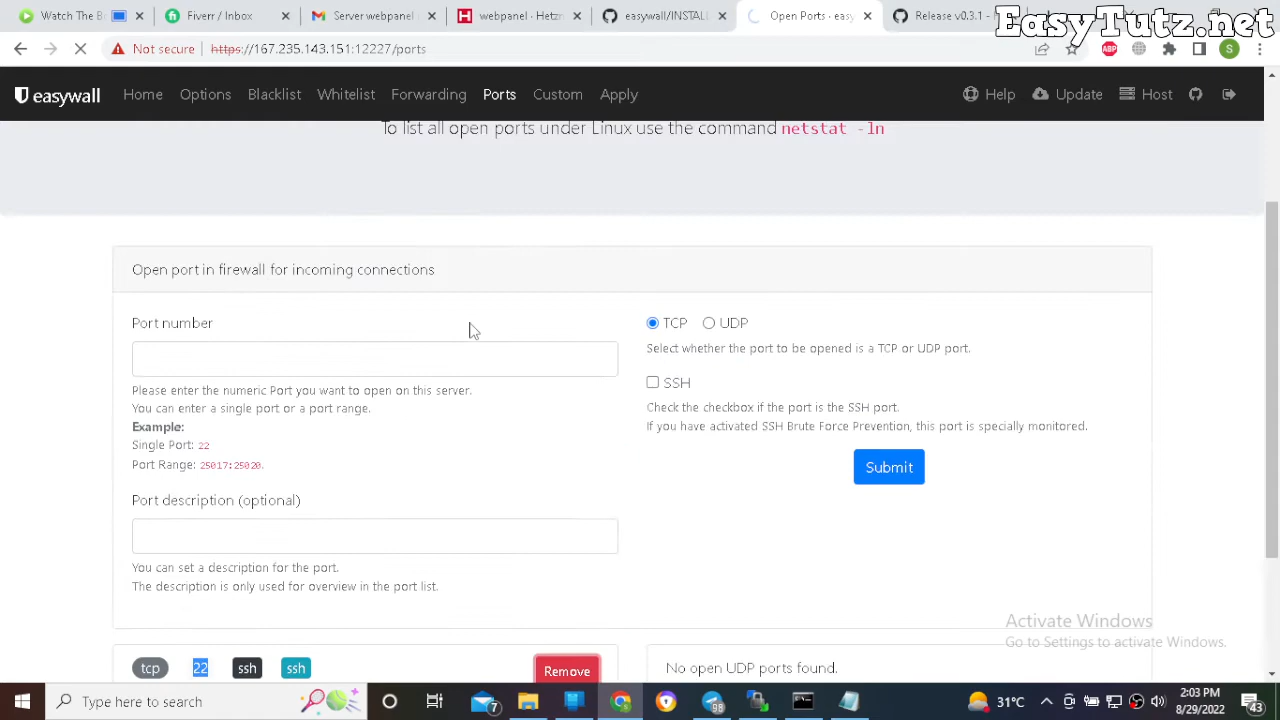 Watch The B
Fiverr / Inbox
Server webpanel
webpanel - Hetz
easywall/INSTAL
Open Ports - easy
Release v0.3.1 -
EasyTutz.net
Not secure
https://167.235.143.151:12227/ports
ABP
S
easywall
Home
Options
Blacklist
Whitelist
Forwarding
Ports
Custom
Apply
Help
Update
Host
To list all open ports under Linux use the command netstat -ln
Open port in firewall for incoming connections
Port number
TCP
UDP
Select whether the port to be opened is a TCP or UDP port.
SSH
Please enter the numeric Port you want to open on this server.
You can enter a single port or a port range.
Example:
Single Port: 22
Port Range: 25017:25020.
Check the checkbox if the port is the SSH port.
If you have activated SSH Brute Force Prevention, this port is specially monitored.
Submit
Port description (optional)
You can set a description for the port.
The description is only used for overview in the port list.
Activate Windows
Go to Settings to activate Windows.
tcp
22
ssh
ssh
Remove
No open UDP ports found.
Type here to search
7
98
31°C
2:03 PM
8/29/2022
43